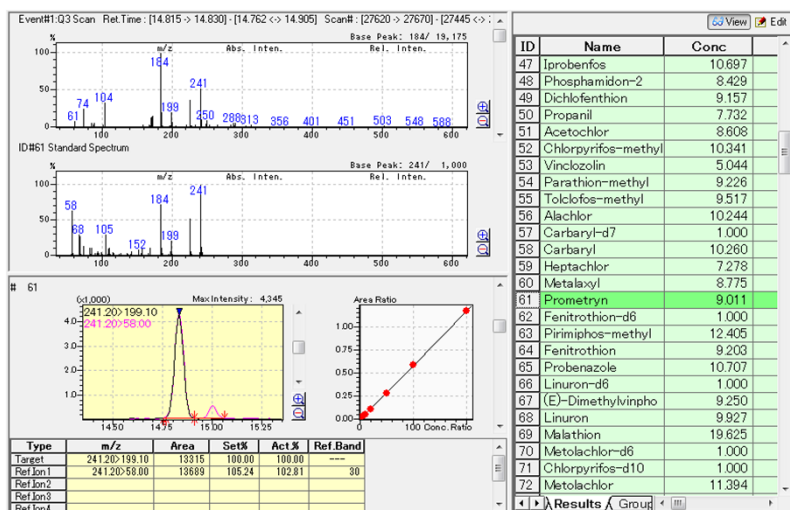 Event#1:Q3 Scan Ret.Time : [14.815 -> 14.830] - [14.762 <-> 14.905] Scan# : [27620 -> 27670] - [27445 <->
View Edit
% m/z Abs. Inten. Rel. Inten.
Base Peak: 184/ 19,175
100
50
0
61 74 104 184 199 241 250 288 313 356 401 451 503 548 588
100 200 300 400 500 600
ID#61 Standard Spectrum
% m/z Abs. Inten. Rel. Inten.
Base Peak: 241/ 1,000
100
50
0
58 68 105 152 184 199 241
100 200 300 400 500 600
# 61
(x1,000) Max Intensity : 4,345
241.20>199.10
241.20>58.00
4.0
3.0
2.0
1.0
14.50 14.75 15.00 15.25
Area Ratio
1.00
0.75
0.50
0.25
0.00
0 100 Conc. Ratio
Type m/z Area Set% Act.% Ref.Band
Target 241.20>199.10 13315 100.00 100.00 ---
Ref.Ion1 241.20>58.00 13689 105.24 102.81 30
Ref.Ion2
Ref.Ion3
Ref.Ion4
ID Name Conc
47 Iprobenfos 10.697
48 Phosphamidon-2 8.429
49 Dichlofenthion 9.157
50 Propanil 7.732
51 Acetochlor 8.608
52 Chlorpyrifos-methyl 10.341
53 Vinclozolin 5.044
54 Parathion-methyl 9.226
55 Tolclofos-methyl 9.517
56 Alachlor 10.244
57 Carbaryl-d7 1.000
58 Carbaryl 10.260
59 Heptachlor 7.278
60 Metalaxyl 8.775
61 Prometryn 9.011
62 Fenitrothion-d6 1.000
63 Pirimiphos-methyl 12.405
64 Fenitrothion 9.203
65 Probenazole 10.707
66 Linuron-d6 1.000
67 (E)-Dimethylvinpho 9.250
68 Linuron 9.927
69 Malathion 19.625
70 Metolachlor-d6 1.000
71 Chlorpyrifos-d10 1.000
72 Metolachlor 11.394
Results Group